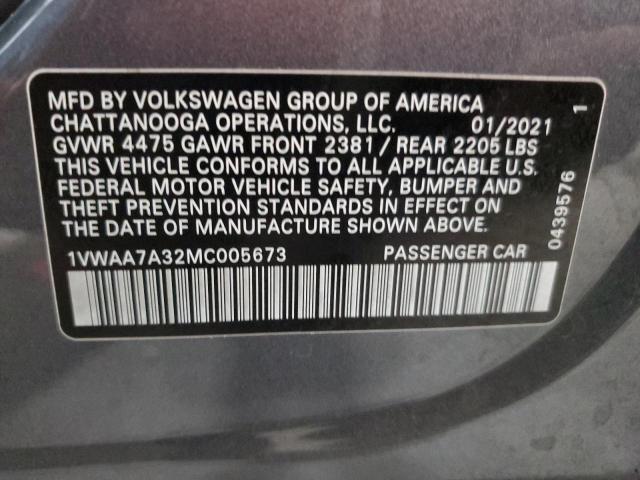 MFD BY VOLKSWAGEN GROUP OF AMERICA
CHATTANOOGA OPERATIONS, LLC. 01/2021
GVWR 4475 GAWR FRONT 2381 / REAR 2205 LBS
THIS VEHICLE CONFORMS TO ALL APPLICABLE U.S.
FEDERAL MOTOR VEHICLE SAFETY, BUMPER AND
THEFT PREVENTION STANDARDS IN EFFECT ON
THE DATE OF MANUFACTURE SHOWN ABOVE.
1VWAA7A32MC005673 PASSENGER CAR
0439576 1